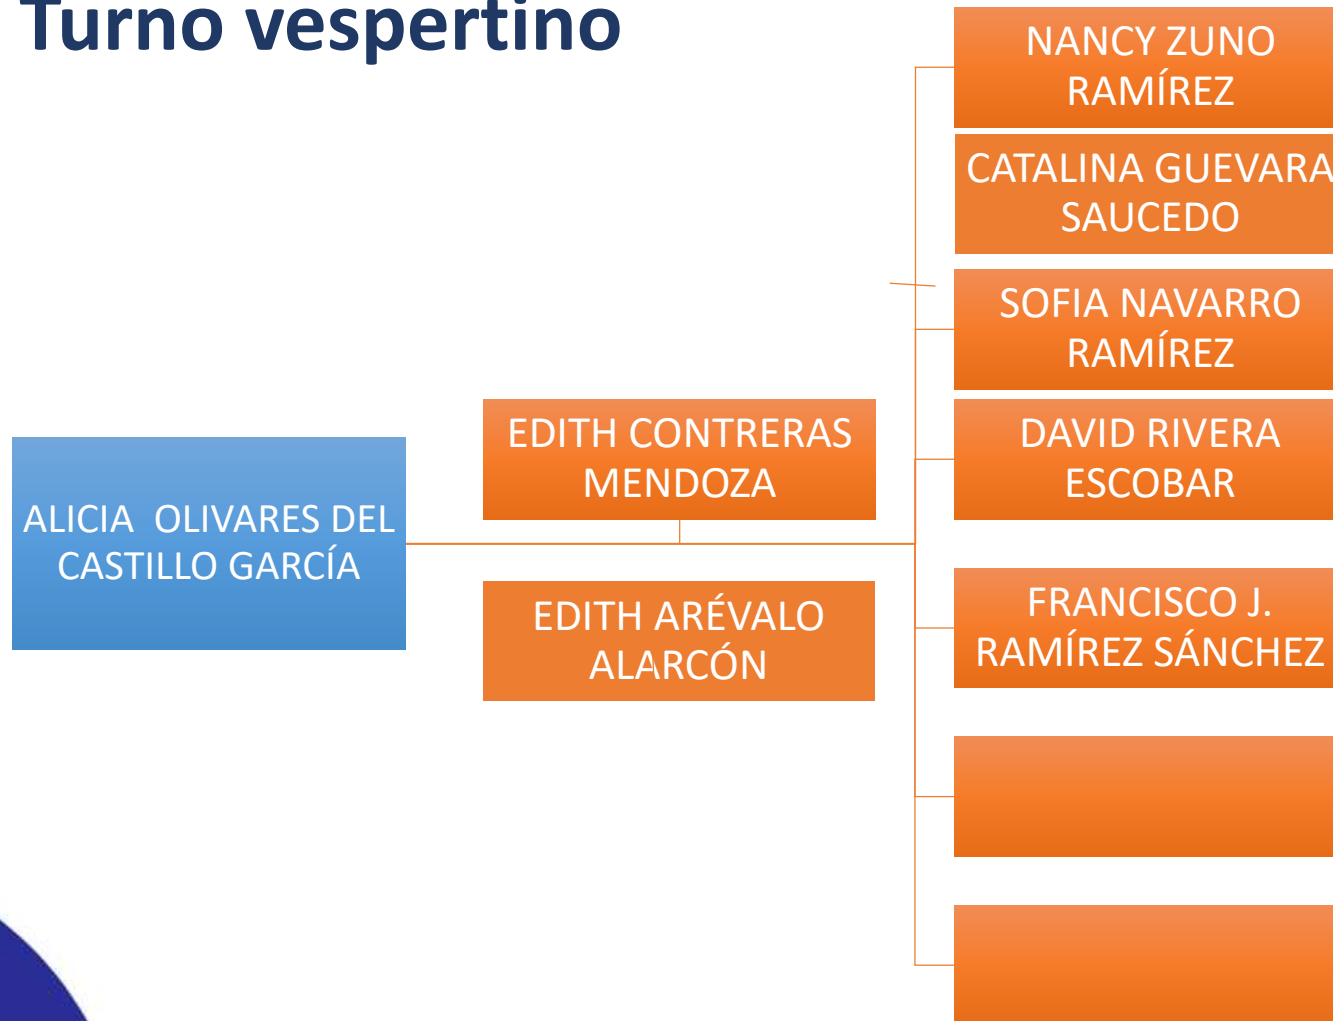 Turno vespertino
NANCY ZUNO
RAMÍREZ
CATALINA GUEVARA
SAUCEDO
SOFIA NAVARRO
RAMÍREZ
EDITH CONTRERAS
MENDOZA
DAVID RIVERA
ESCOBAR
ALICIA  OLIVARES DEL
CASTILLO GARCÍA
EDITH ARÉVALO
ALARCÓN
FRANCISCO J.
RAMÍREZ SÁNCHEZ